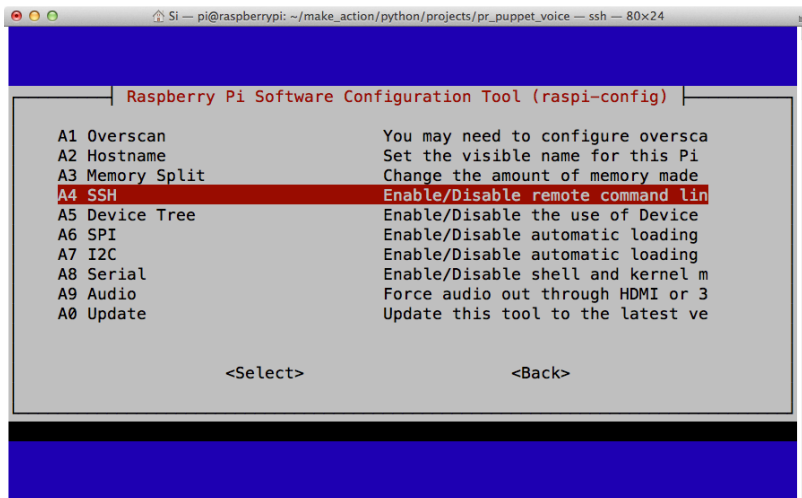 Si — pi@raspberrypi: ~/make_action/python/projects/pr_puppet_voice — ssh — 80×24
Raspberry Pi Software Configuration Tool (raspi-config)
A1 Overscan You may need to configure oversca
A2 Hostname Set the visible name for this Pi
A3 Memory Split Change the amount of memory made
A4 SSH Enable/Disable remote command lin
A5 Device Tree Enable/Disable the use of Device
A6 SPI Enable/Disable automatic loading
A7 I2C Enable/Disable automatic loading
A8 Serial Enable/Disable shell and kernel m
A9 Audio Force audio out through HDMI or 3
A0 Update Update this tool to the latest ve
<Select> <Back>